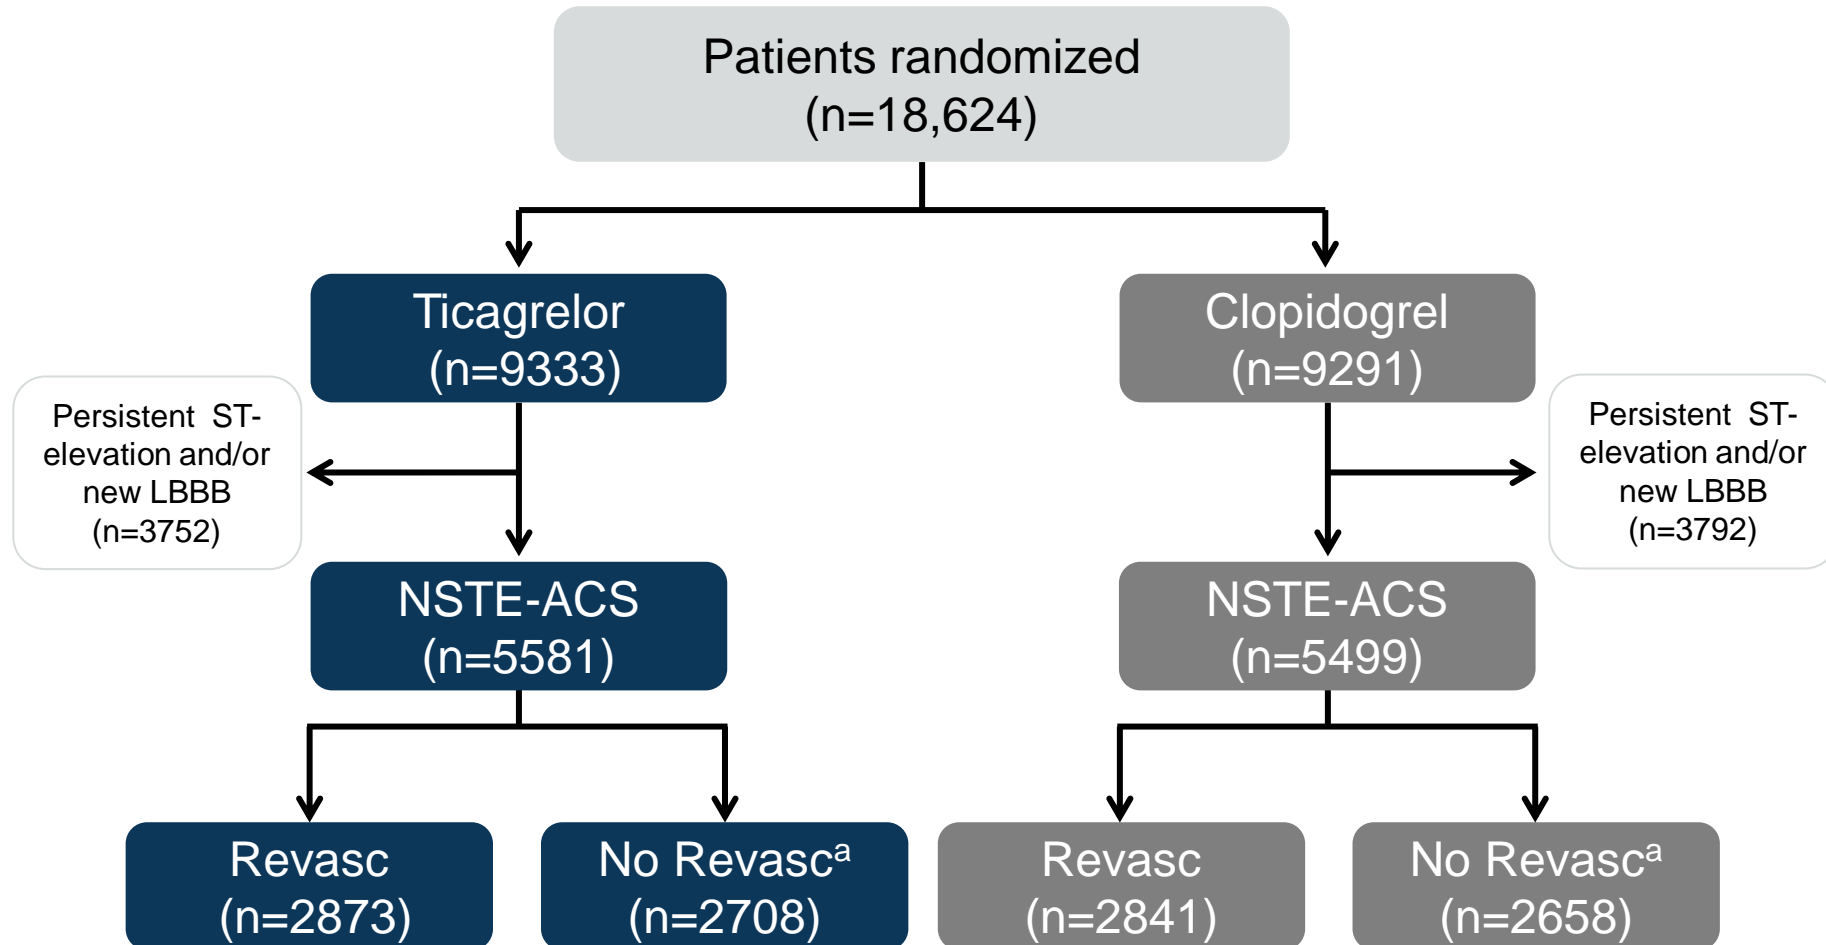 Patients randomized
(n=18,624)
Ticagrelor
(n=9333)
Clopidogrel
(n=9291)
Persistent ST-
elevation and/or
new LBBB
(n=3752)
Persistent ST-
elevation and/or
new LBBB
(n=3792)
NSTE-ACS
(n=5581)
NSTE-ACS
(n=5499)
Revasc
(n=2873)
No Revascᵃ
(n=2708)
Revasc
(n=2841)
No Revascᵃ
(n=2658)